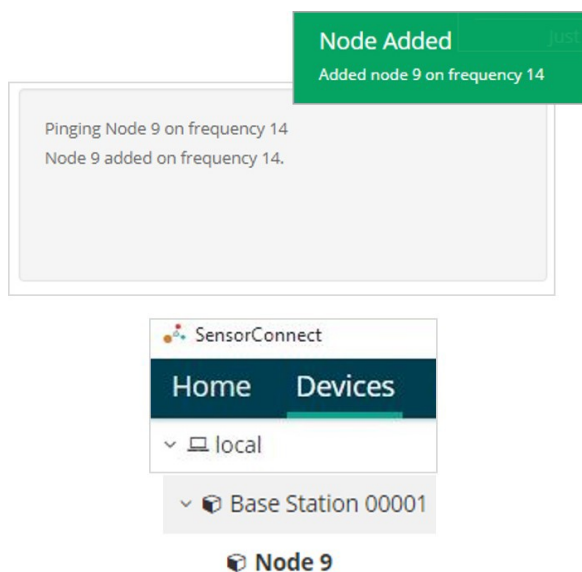 Node Added
Just
Added node 9 on frequency 14
Pinging Node 9 on frequency 14
Node 9 added on frequency 14.
SensorConnect
Home Devices
local
Base Station 00001
Node 9